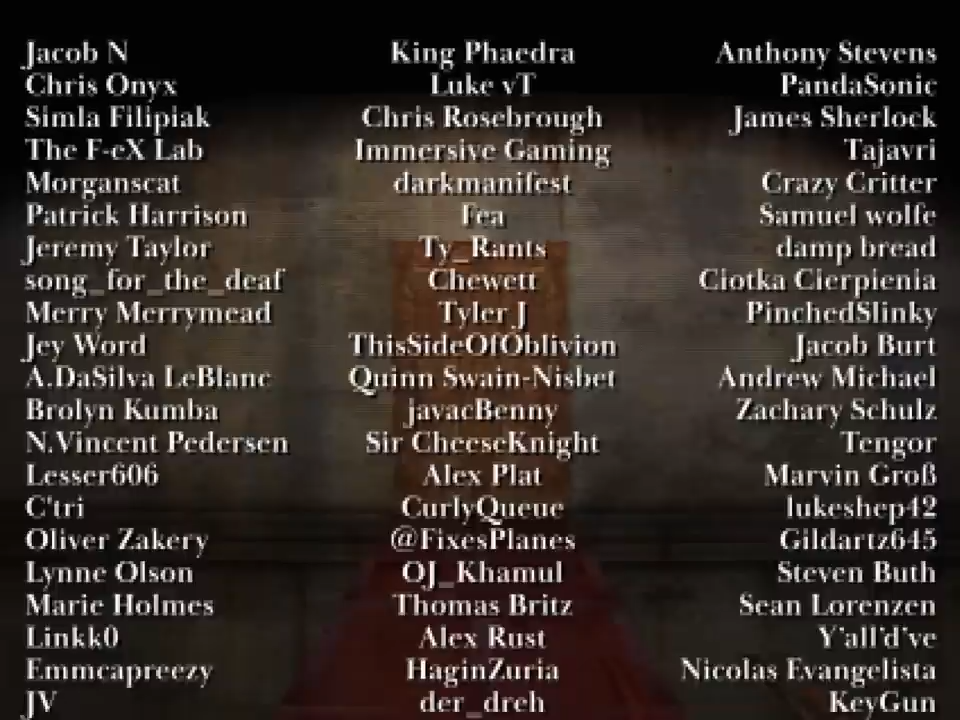 Jacob N King Phaedra Anthony Stevens
Chris Onyx Luke vT PandaSonic
Simla Filipiak Chris Rosebrough James Sherlock
The F-eX Lab Immersive Gaming Tajavri
Morganscat darkmanifest Crazy Critter
Patrick Harrison Fea Samuel wolfe
Jeremy Taylor Ty_Rants damp bread
song_for_the_deaf Chewett Ciotka Cierpienia
Merry Merrymead Tyler J PinchedSlinky
Jey Word ThisSideOfOblivion Jacob Burt
A.DaSilva LeBlanc Quinn Swain-Nisbet Andrew Michael
Brolyn Kumba javacBenny Zachary Schulz
N.Vincent Pedersen Sir CheeseKnight Tengor
Lesser606 Alex Plat Marvin Groß
C'tri CurlyQueue lukeshep42
Oliver Zakery @FixesPlanes Gildartz645
Lynne Olson OJ_Khamul Steven Buth
Marie Holmes Thomas Britz Sean Lorenzen
Linkk0 Alex Rust Y'all'd've
Emmcapreezy HaginZuria Nicolas Evangelista
JV der_dreh KeyGun